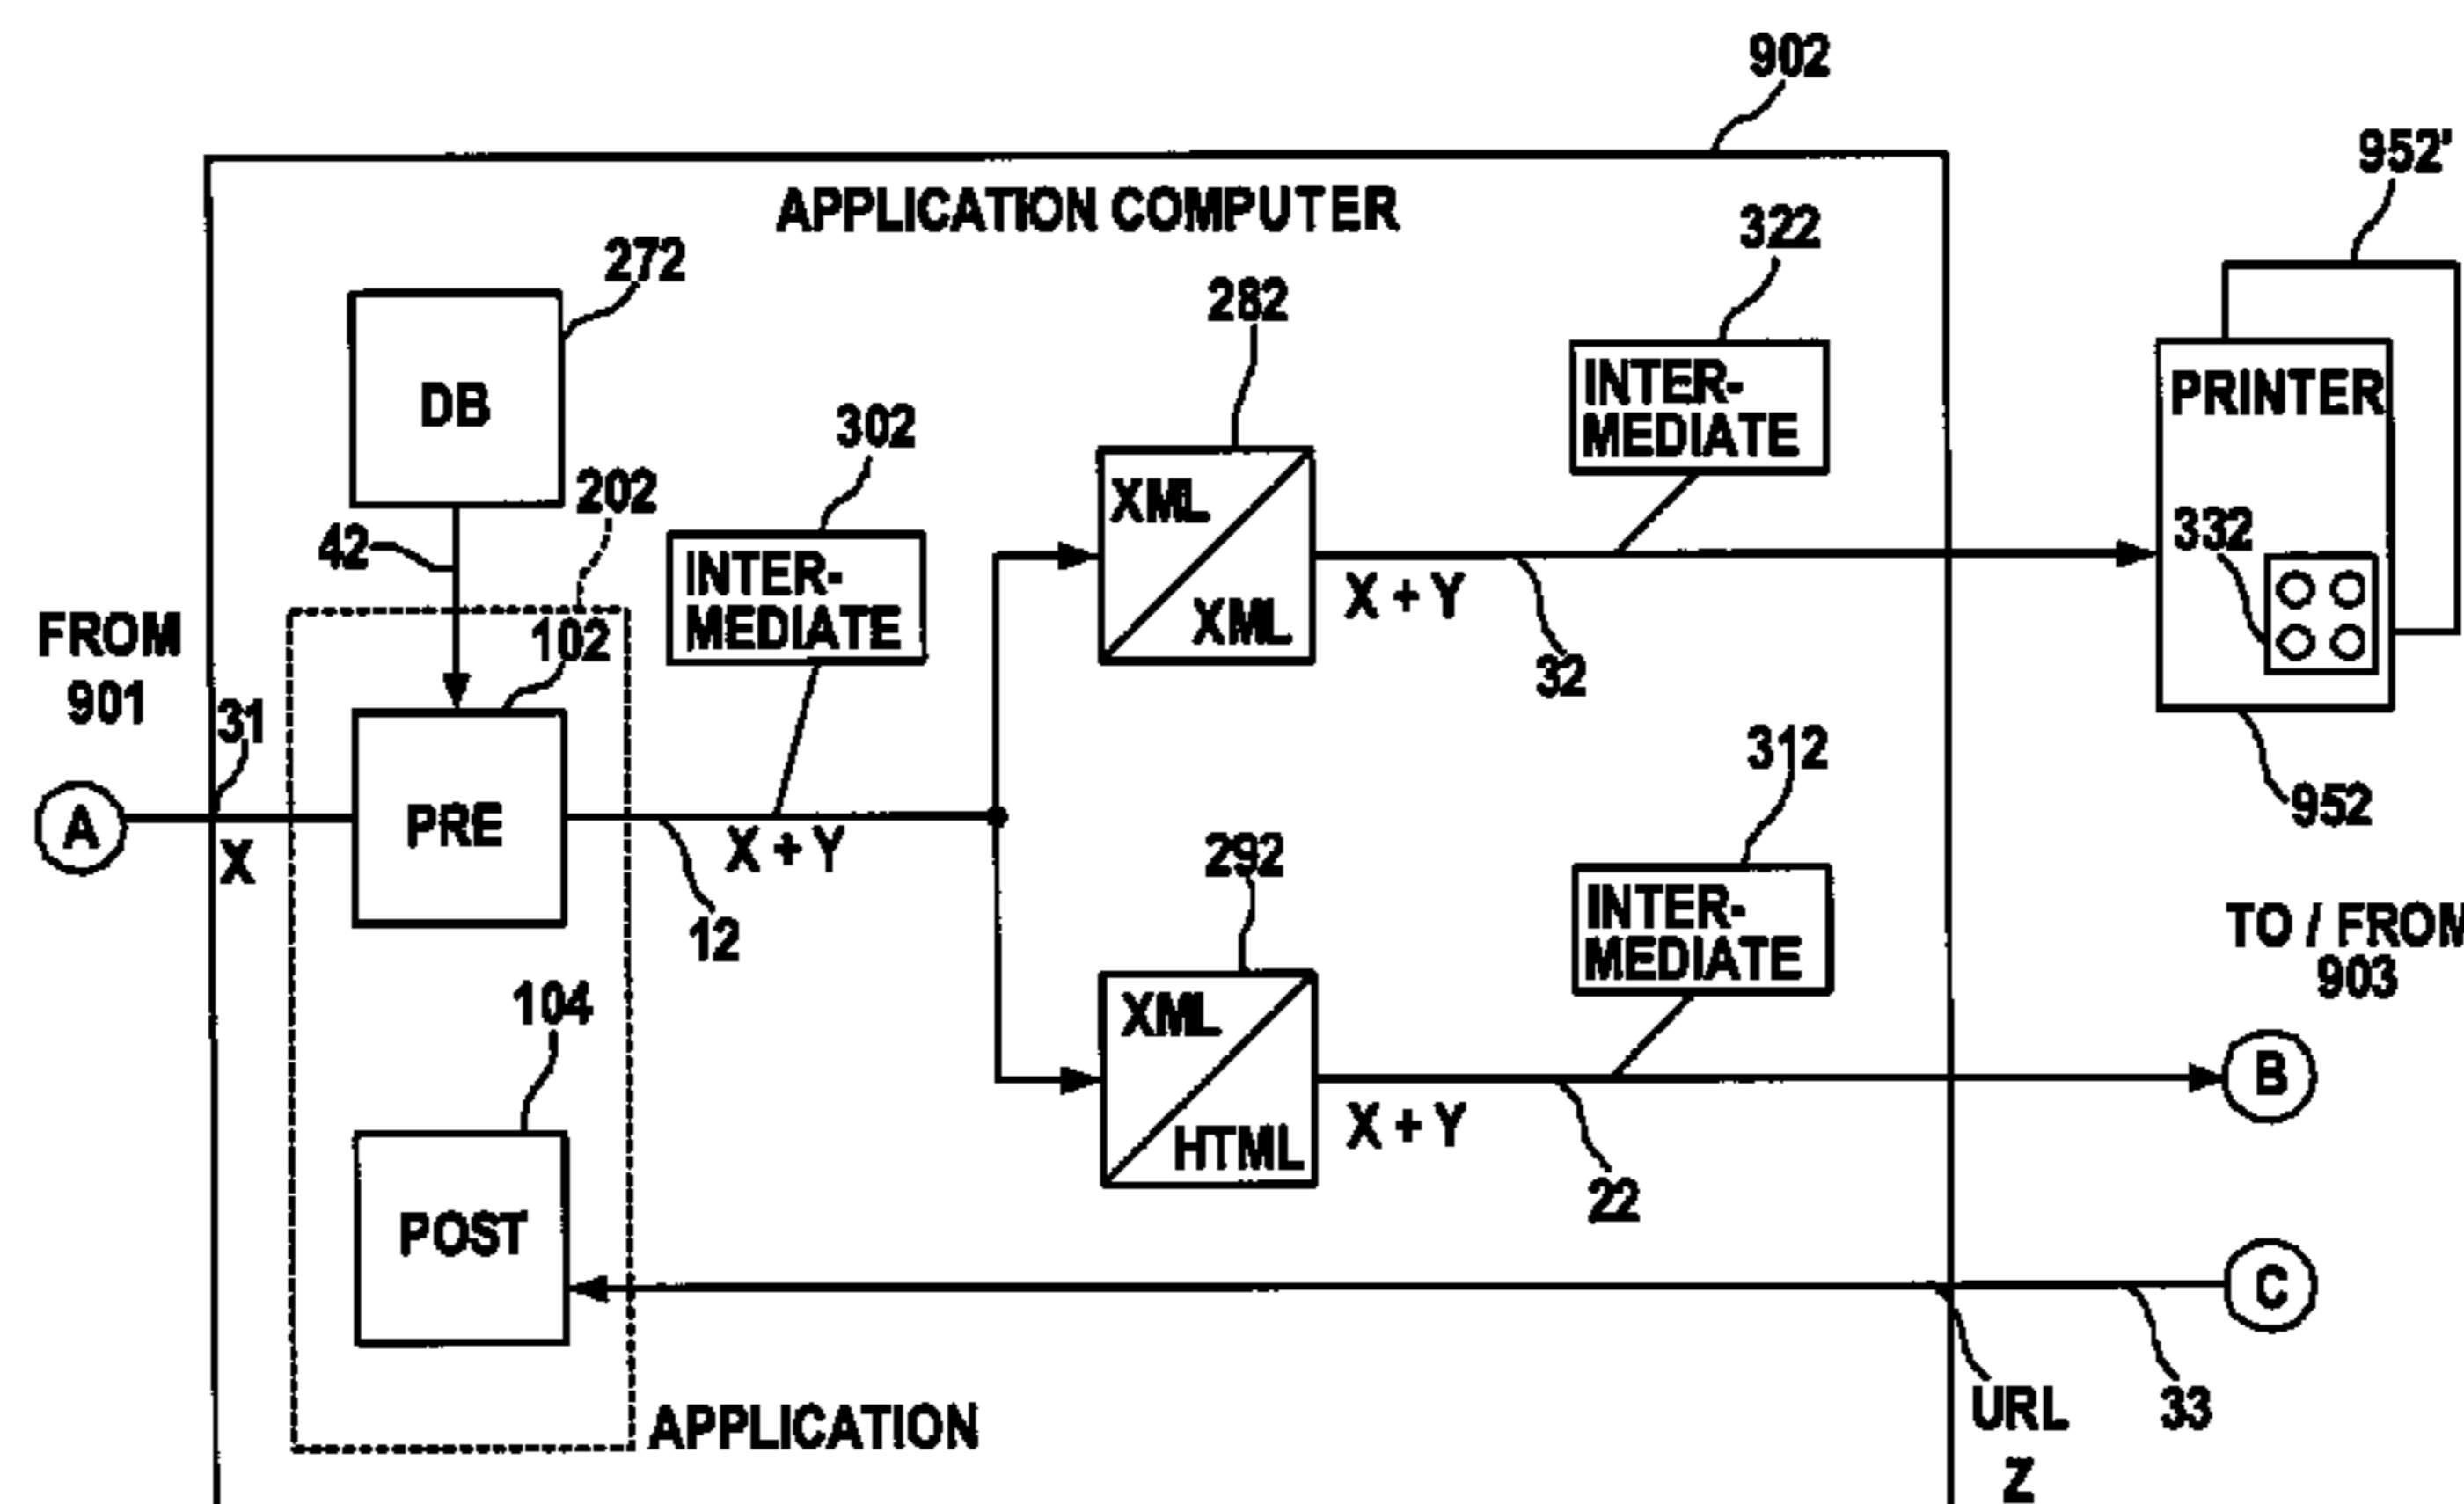 902
952'
APPLICATION COMPUTER
322
272
282
INTER-
MEDIATE
PRINTER
DB
302
202
332
XML
XML
42
INTER-
MEDIATE
X + Y
32
FROM
901
102
31
312
952
A
X
PRE
X + Y
12
292
INTER-
MEDIATE
TO / FROM
903
104
XML
HTML
X + Y
22
B
POST
C
APPLICATION
URL
Z
33